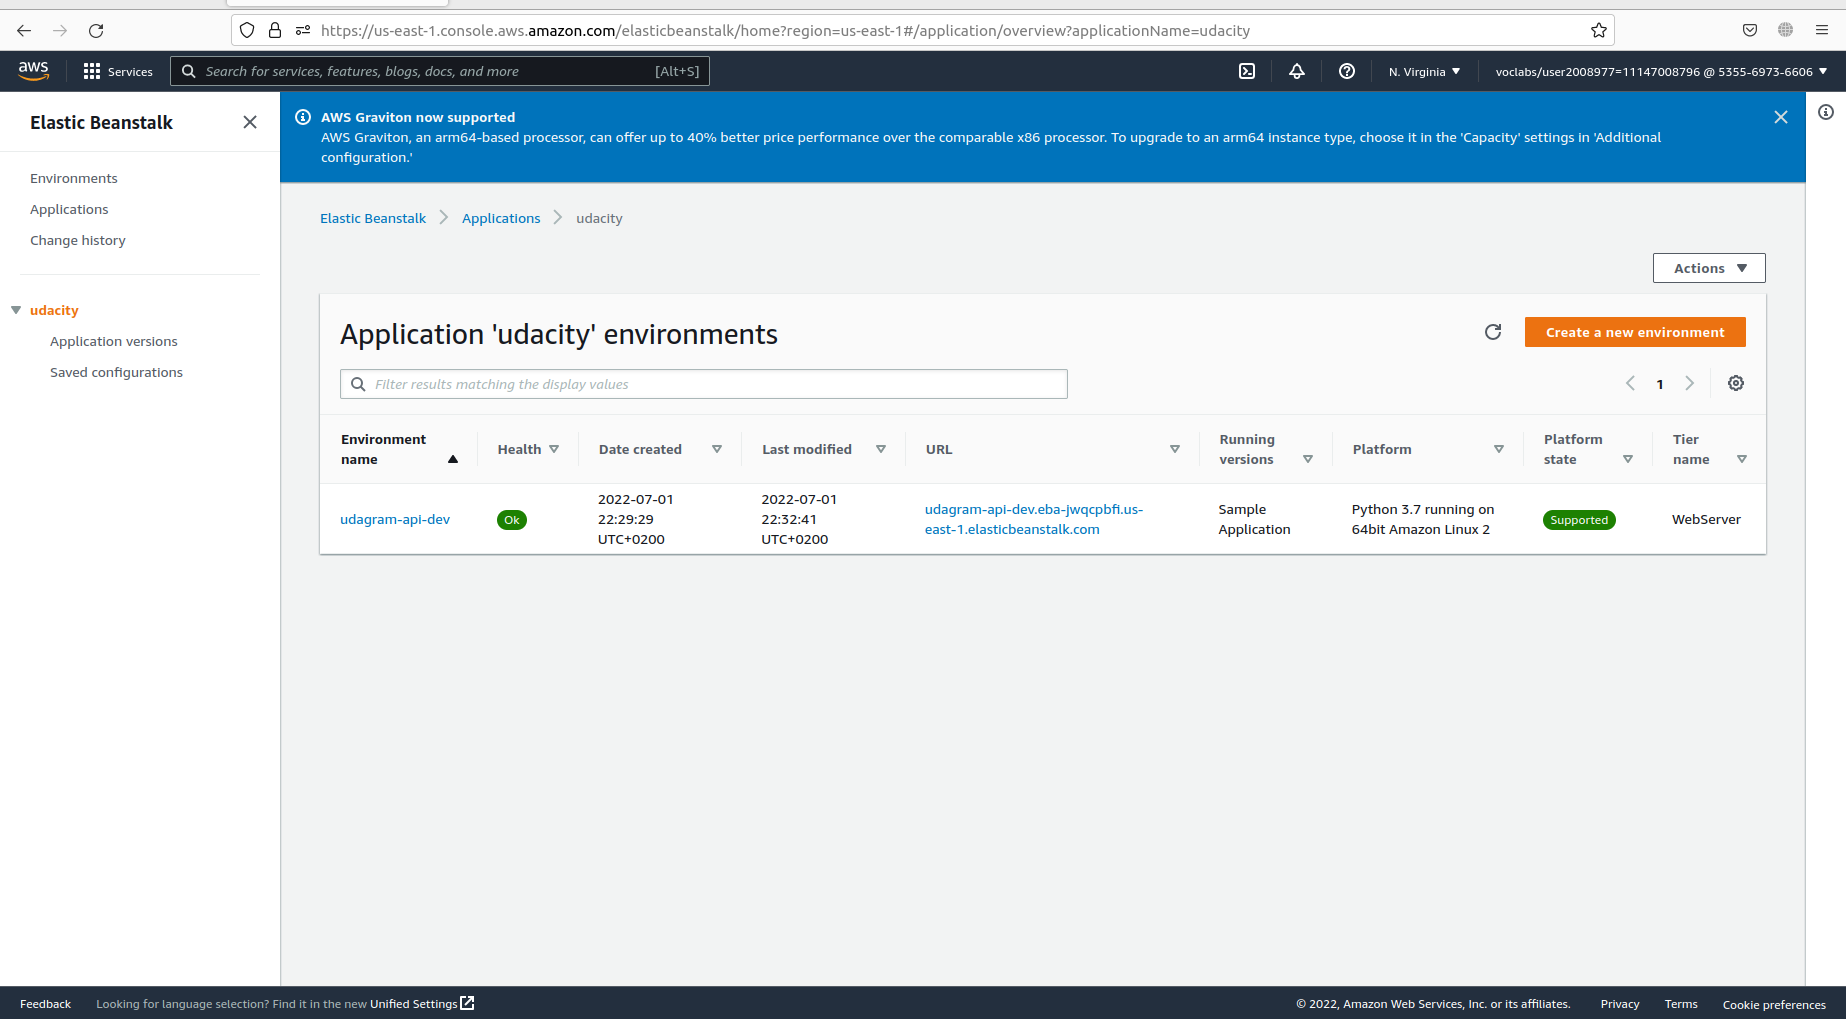 https://us-east-1.console.aws.amazon.com/elasticbeanstalk/home?region=us-east-1#/application/overview?applicationName=udacity
aws
Services
Search for services, features, blogs, docs, and more [Alt+S]
N. Virginia
voclabs/user2008977=11147008796 @ 5355-6973-6606
Elastic Beanstalk
Environments
Applications
Change history
udacity
Application versions
Saved configurations
AWS Graviton now supported
AWS Graviton, an arm64-based processor, can offer up to 40% better price performance over the comparable x86 processor. To upgrade to an arm64 instance type, choose it in the 'Capacity' settings in 'Additional
configuration.'
Elastic Beanstalk Applications udacity
Actions
Application 'udacity' environments
Create a new environment
Filter results matching the display values
1
Environment
name
Health
Date created
Last modified
URL
Running
versions
Platform
Platform
state
Tier
name
udagram-api-dev
Ok
2022-07-01
22:29:29
UTC+0200
2022-07-01
22:32:41
UTC+0200
udagram-api-dev.eba-jwqcpbfi.us-
east-1.elasticbeanstalk.com
Sample
Application
Python 3.7 running on
64bit Amazon Linux 2
Supported
WebServer
Feedback
Looking for language selection? Find it in the new Unified Settings
© 2022, Amazon Web Services, Inc. or its affiliates.
Privacy
Terms
Cookie preferences